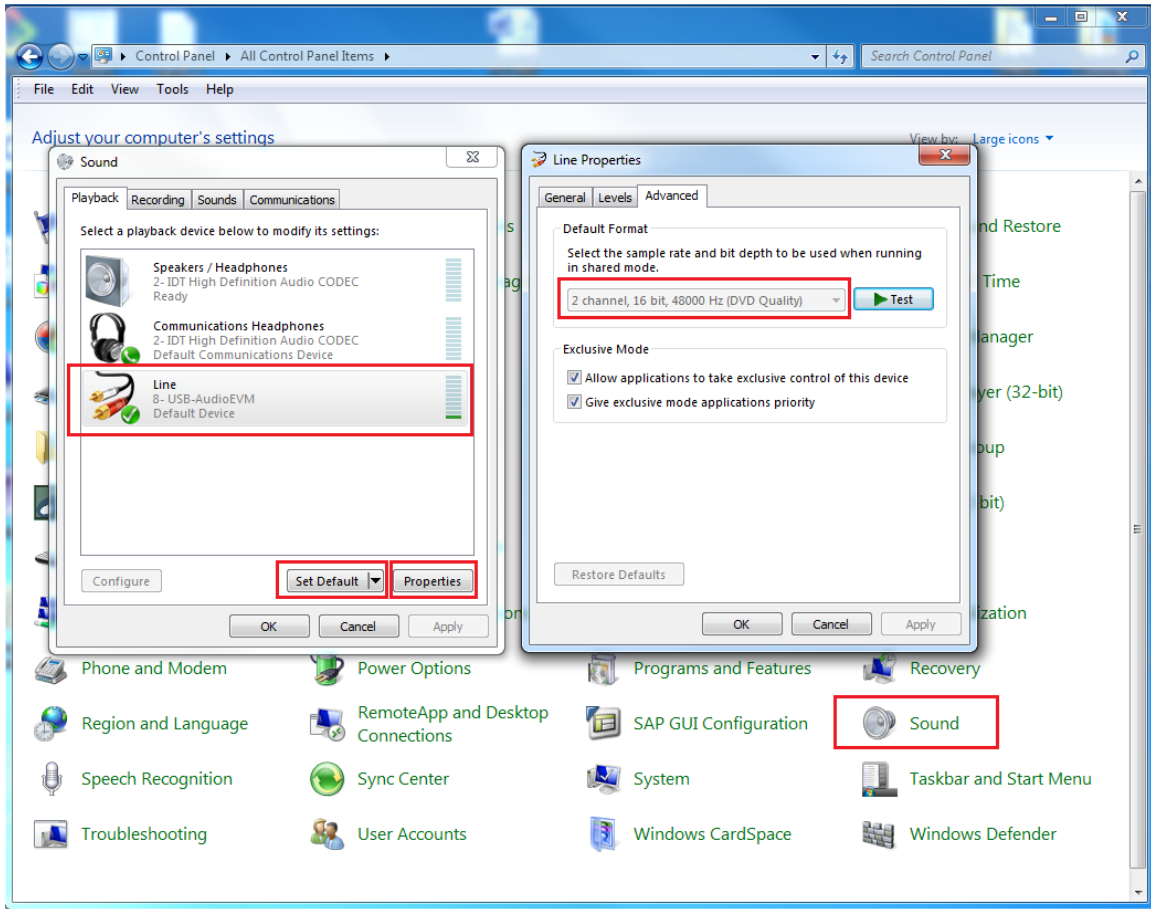 Control Panel ▸ All Control Panel Items ▸
Search Control Panel
File Edit View Tools Help
Adjust your computer's settings
View by: Large icons
Sound
Playback Recording Sounds Communications
Select a playback device below to modify its settings:
Speakers / Headphones
2- IDT High Definition Audio CODEC
Ready
Communications Headphones
2- IDT High Definition Audio CODEC
Default Communications Device
Line
8- USB-AudioEVM
Default Device
Configure
Set Default
Properties
OK
Cancel
Apply
Line Properties
General Levels Advanced
Default Format
Select the sample rate and bit depth to be used when running
in shared mode.
2 channel, 16 bit, 48000 Hz (DVD Quality)
Test
Exclusive Mode
Allow applications to take exclusive control of this device
Give exclusive mode applications priority
Restore Defaults
OK
Cancel
Apply
nd Restore
Time
anager
yer (32-bit)
oup
bit)
ization
Phone and Modem
Power Options
Programs and Features
Recovery
Region and Language
RemoteApp and Desktop
Connections
SAP GUI Configuration
Sound
Speech Recognition
Sync Center
System
Taskbar and Start Menu
Troubleshooting
User Accounts
Windows CardSpace
Windows Defender